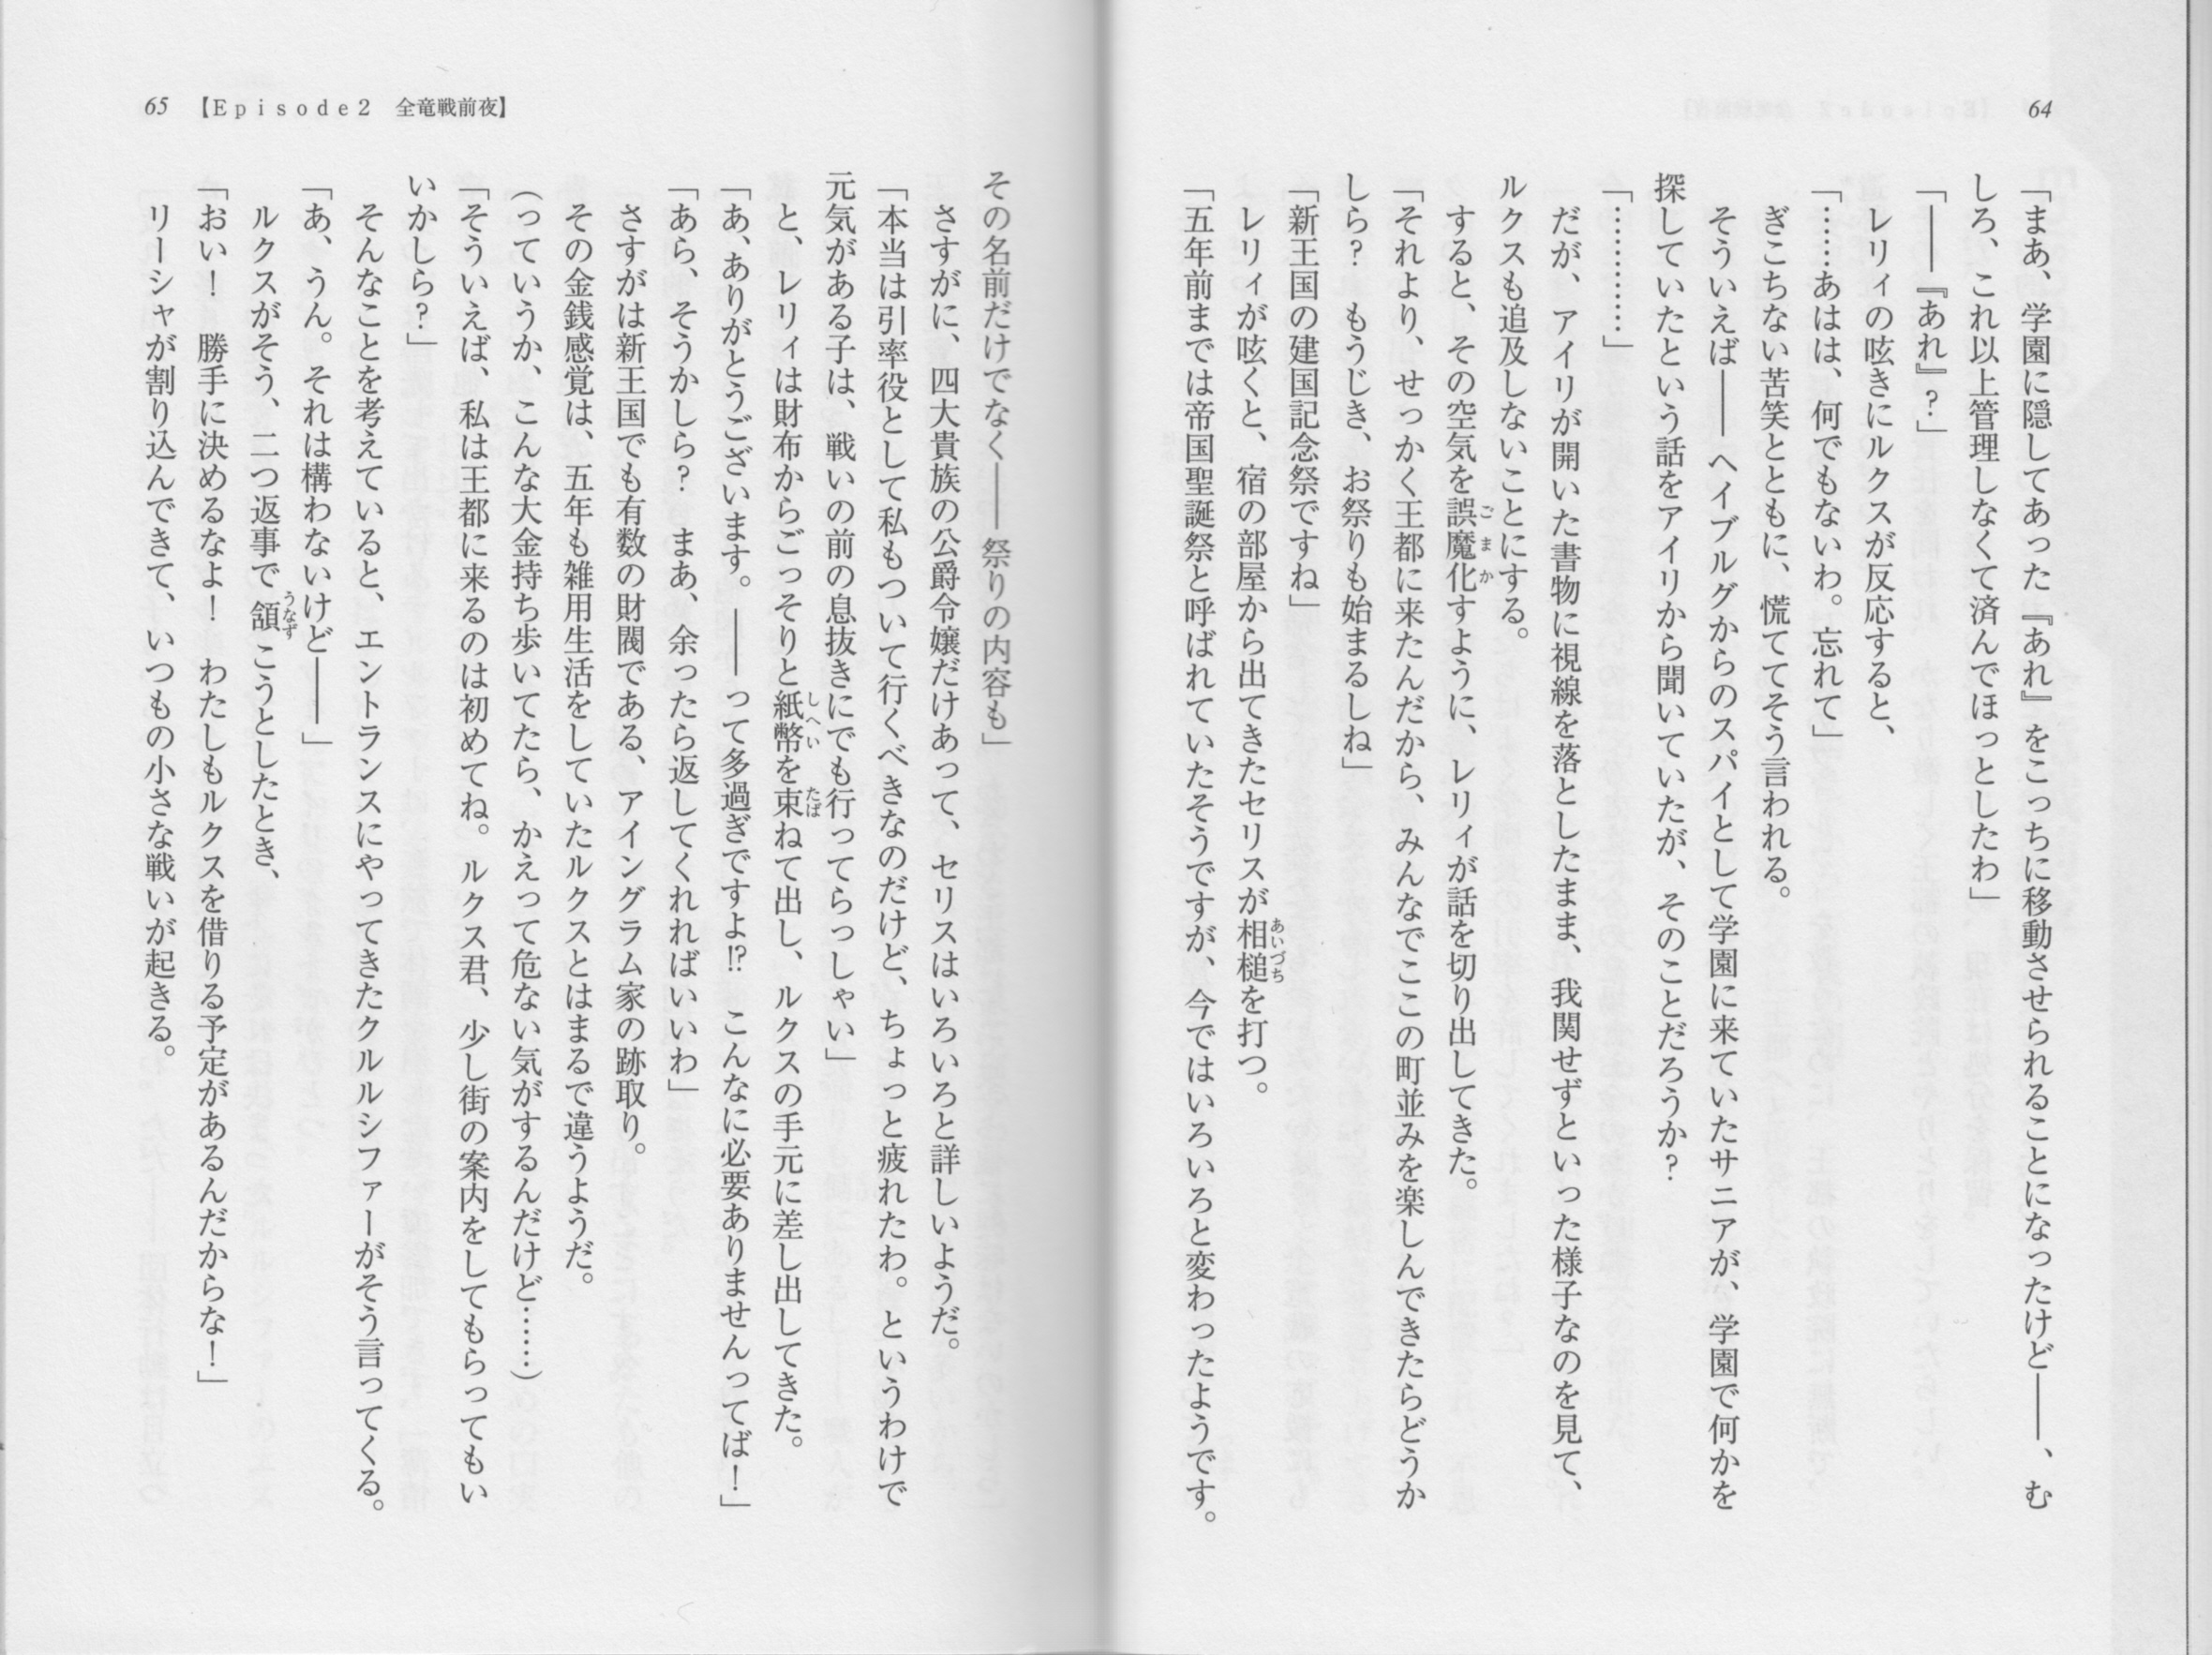 64
「まあ、学園に隠してあった『あれ』をこっちに移動させられることになったけど――、む
しろ、これ以上管理しなくて済んでほっとしたわ」
「――『あれ』？」
レリィの呟きにルクスが反応すると、
「……あはは、何でもないわ。忘れて」
ぎこちない苦笑とともに、慌ててそう言われる。
そういえば――ヘイブルグからのスパイとして学園に来ていたサニアが、学園で何かを
探していたという話をアイリから聞いていたが、そのことだろうか？
「…………」
だが、アイリが開いた書物に視線を落としたまま、我関せずといった様子なのを見て、
ルクスも追及しないことにする。
すると、その空気を誤魔化すように、レリィが話を切り出してきた。
「それより、せっかく王都に来たんだから、みんなでここの町並みを楽しんできたらどうか
しら？　もうじき、お祭りも始まるしね」
「新王国の建国記念祭ですね」
レリィが呟くと、宿の部屋から出てきたセリスが相槌を打つ。
「五年前までは帝国聖誕祭と呼ばれていたそうですが、今ではいろいろと変わったようです。
65　【Ｅｐｉｓｏｄｅ２　全竜戦前夜】
その名前だけでなく――祭りの内容も」
さすがに、四大貴族の公爵令嬢だけあって、セリスはいろいろと詳しいようだ。
「本当は引率役として私もついて行くべきなのだけど、ちょっと疲れたわ。というわけで
元気がある子は、戦いの前の息抜きにでも行ってらっしゃい」
と、レリィは財布からごっそりと紙幣を束ねて出し、ルクスの手元に差し出してきた。
「あ、ありがとうございます。――って多過ぎですよ!?　こんなに必要ありませんってば！」
「あら、そうかしら？　まあ、余ったら返してくれればいいわ」
さすがは新王国でも有数の財閥である、アイングラム家の跡取り。
その金銭感覚は、五年も雑用生活をしていたルクスとはまるで違うようだ。
（っていうか、こんな大金持ち歩いてたら、かえって危ない気がするんだけど……）
「そういえば、私は王都に来るのは初めてね。ルクス君、少し街の案内をしてもらってもい
いかしら？」
そんなことを考えていると、エントランスにやってきたクルルシファーがそう言ってくる。
「あ、うん。それは構わないけど――」
ルクスがそう、二つ返事で頷こうとしたとき、
「おい！　勝手に決めるなよ！　わたしもルクスを借りる予定があるんだからな！」
リーシャが割り込んできて、いつもの小さな戦いが起きる。